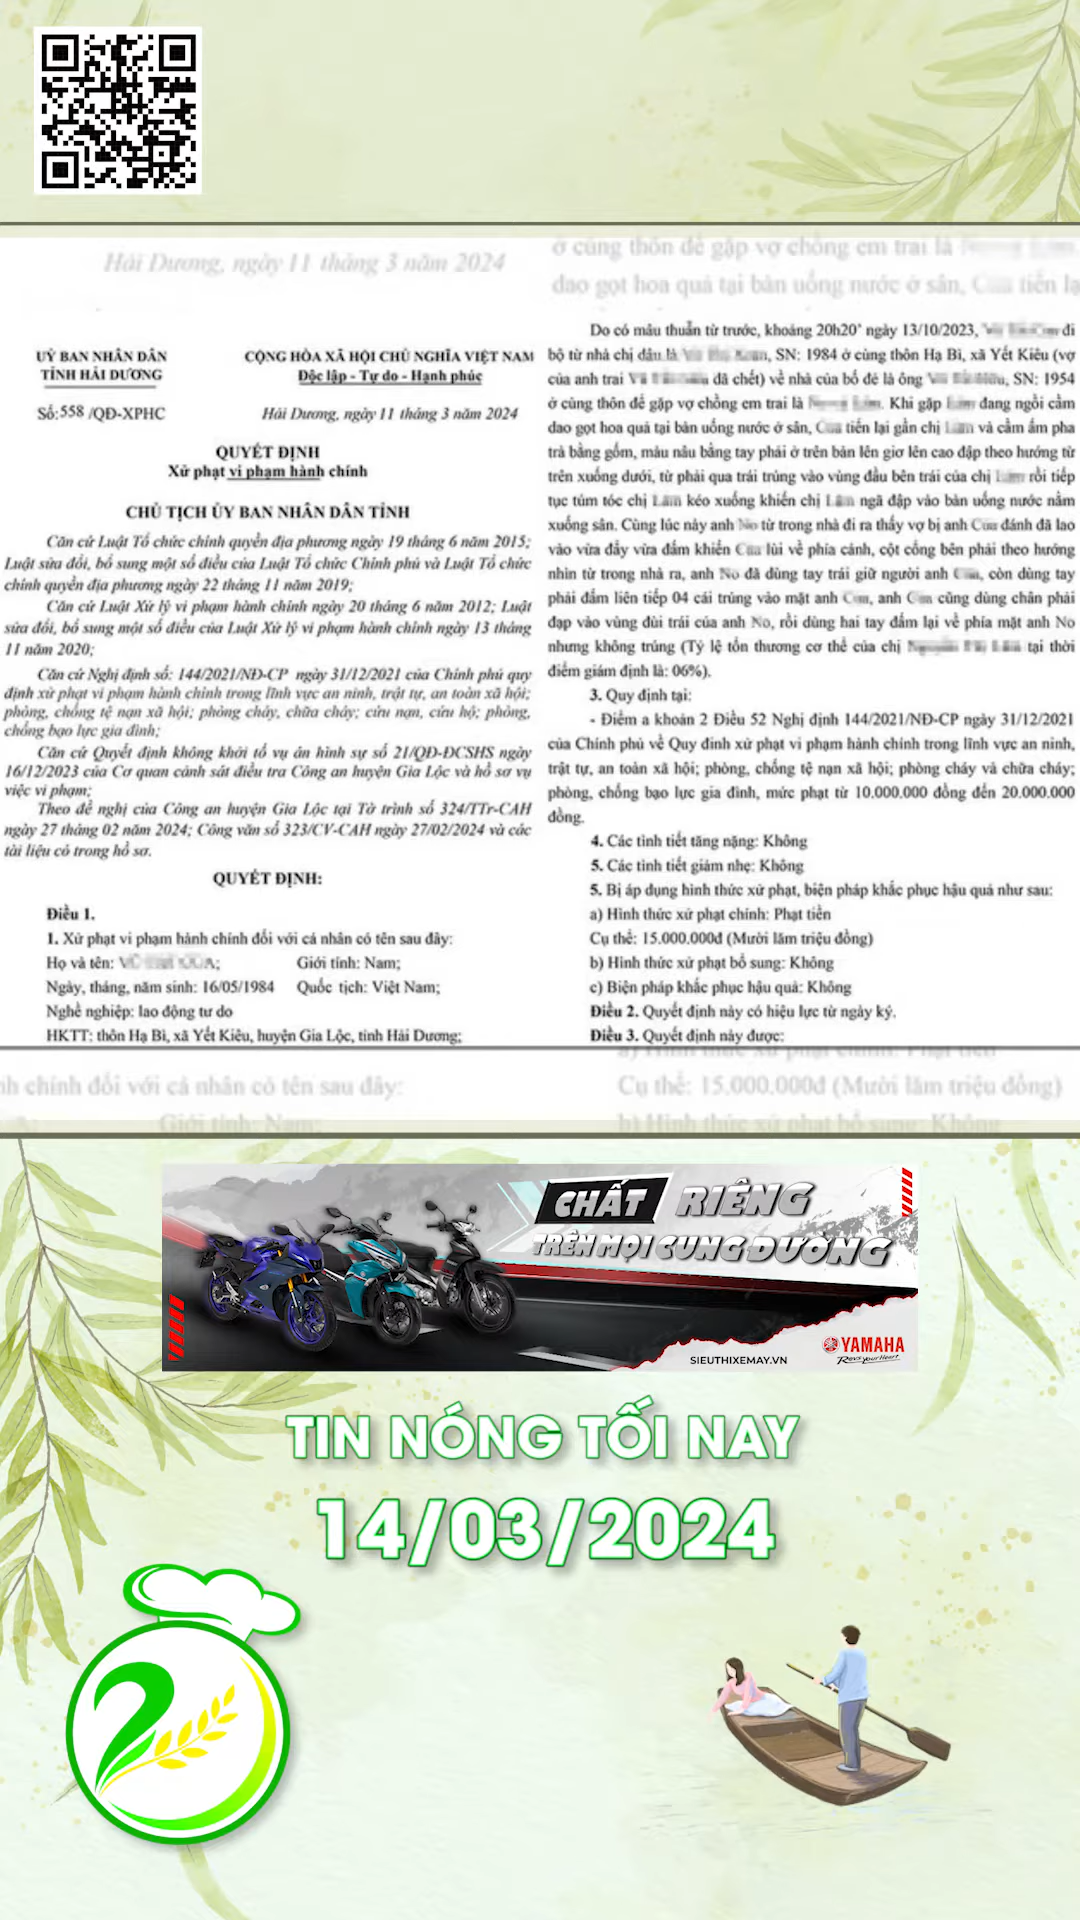 Hải Dương, ngày 11 tháng 3 năm 2024
UỶ BAN NHÂN DÂN
TỈNH HẢI DƯƠNG
CỘNG HÒA XÃ HỘI CHỦ NGHĨA VIỆT NAM
Độc lập - Tự do - Hạnh phúc
Số:558 /QĐ-XPHC
Hải Dương, ngày 11 tháng 3 năm 2024
QUYẾT ĐỊNH
Xử phạt vi phạm hành chính
CHỦ TỊCH ỦY BAN NHÂN DÂN TỈNH
Căn cứ Luật Tổ chức chính quyền địa phương ngày 19 tháng 6 năm 2015;
Luật sửa đổi, bổ sung một số điều của Luật Tổ chức Chính phủ và Luật Tổ chức
chính quyền địa phương ngày 22 tháng 11 năm 2019;
Căn cứ Luật Xử lý vi phạm hành chính ngày 20 tháng 6 năm 2012; Luật
sửa đổi, bổ sung một số điều của Luật Xử lý vi phạm hành chính ngày 13 tháng
11 năm 2020;
Căn cứ Nghị định số: 144/2021/NĐ-CP ngày 31/12/2021 của Chính phủ quy
định xử phạt vi phạm hành chính trong lĩnh vực an ninh, trật tự, an toàn xã hội;
phòng, chống tệ nạn xã hội; phòng cháy, chữa cháy; cứu nạn, cứu hộ; phòng,
chống bạo lực gia đình;
Căn cứ Quyết định không khởi tố vụ án hình sự số 21/QĐ-ĐCSHS ngày
16/12/2023 của Cơ quan cảnh sát điều tra Công an huyện Gia Lộc và hồ sơ vụ
việc vi phạm;
Theo đề nghị của Công an huyện Gia Lộc tại Tờ trình số 324/TTr-CAH
ngày 27 tháng 02 năm 2024; Công văn số 323/CV-CAH ngày 27/02/2024 và các
tài liệu có trong hồ sơ.
QUYẾT ĐỊNH:
Điều 1.
1. Xử phạt vi phạm hành chính đối với cá nhân có tên sau đây:
Họ và tên: Giới tính: Nam;
Ngày, tháng, năm sinh: 16/05/1984 Quốc tịch: Việt Nam;
Nghề nghiệp: lao động tự do
HKTT: thôn Hạ Bì, xã Yết Kiêu, huyện Gia Lộc, tỉnh Hải Dương;
nh chính đối với cá nhân có tên sau đây:
Giới tính: Nam;
ở cùng thôn để gặp vợ chồng em trai là
dao gọt hoa quả tại bàn uống nước ở sân, tiến lạ
Do có mâu thuẫn từ trước, khoảng 20h20' ngày 13/10/2023, đi
bộ từ nhà chị dâu là SN: 1984 ở cùng thôn Hạ Bì, xã Yết Kiêu (vợ
của anh trai đã chết) về nhà của bố đẻ là ông SN: 1954
ở cùng thôn để gặp vợ chồng em trai là Khi gặp đang ngồi cầm
dao gọt hoa quả tại bàn uống nước ở sân, tiến lại gần chị và cầm ấm pha
trà bằng gốm, màu nâu bằng tay phải ở trên bàn lên giơ lên cao đập theo hướng từ
trên xuống dưới, từ phải qua trái trúng vào vùng đầu bên trái của chị rồi tiếp
tục túm tóc chị kéo xuống khiến chị ngã đập vào bàn uống nước nằm
xuống sân. Cùng lúc này anh từ trong nhà đi ra thấy vợ bị anh đánh đã lao
vào vừa đẩy vừa đấm khiến lùi về phía cánh, cột cổng bên phải theo hướng
nhìn từ trong nhà ra, anh No đã dùng tay trái giữ người anh còn dùng tay
phải đấm liên tiếp 04 cái trúng vào mặt anh anh cũng dùng chân phải
đạp vào vùng đùi trái của anh No, rồi dùng hai tay đấm lại về phía mặt anh No
nhưng không trúng (Tỷ lệ tổn thương cơ thể của chị tại thời
điểm giám định là: 06%).
3. Quy định tại:
- Điểm a khoản 2 Điều 52 Nghị định 144/2021/NĐ-CP ngày 31/12/2021
của Chính phủ về Quy đinh xử phạt vi phạm hành chính trong lĩnh vực an ninh,
trật tự, an toàn xã hội; phòng, chống tệ nạn xã hội; phòng cháy và chữa cháy;
phòng, chống bạo lực gia đình, mức phạt từ 10.000.000 đồng đến 20.000.000
đồng.
4. Các tình tiết tăng nặng: Không
5. Các tình tiết giảm nhẹ: Không
5. Bị áp dụng hình thức xử phạt, biện pháp khắc phục hậu quả như sau:
a) Hình thức xử phạt chính: Phạt tiền
Cụ thể: 15.000.000đ (Mười lăm triệu đồng)
b) Hình thức xử phạt bổ sung: Không
c) Biện pháp khắc phục hậu quả: Không
Điều 2. Quyết định này có hiệu lực từ ngày ký.
Điều 3. Quyết định này được:
a) Hình thức xử phạt chính: Phạt tiền
Cụ thể: 15.000.000đ (Mười lăm triệu đồng)
b) Hình thức xử phạt bổ sung: Không
CHẤT RIÊNG
TRÊN MỌI CUNG ĐƯỜNG
SIEUTHIXEMAY.VN
YAMAHA
Revs your Heart
TIN NÓNG TỐI NAY
14/03/2024
2